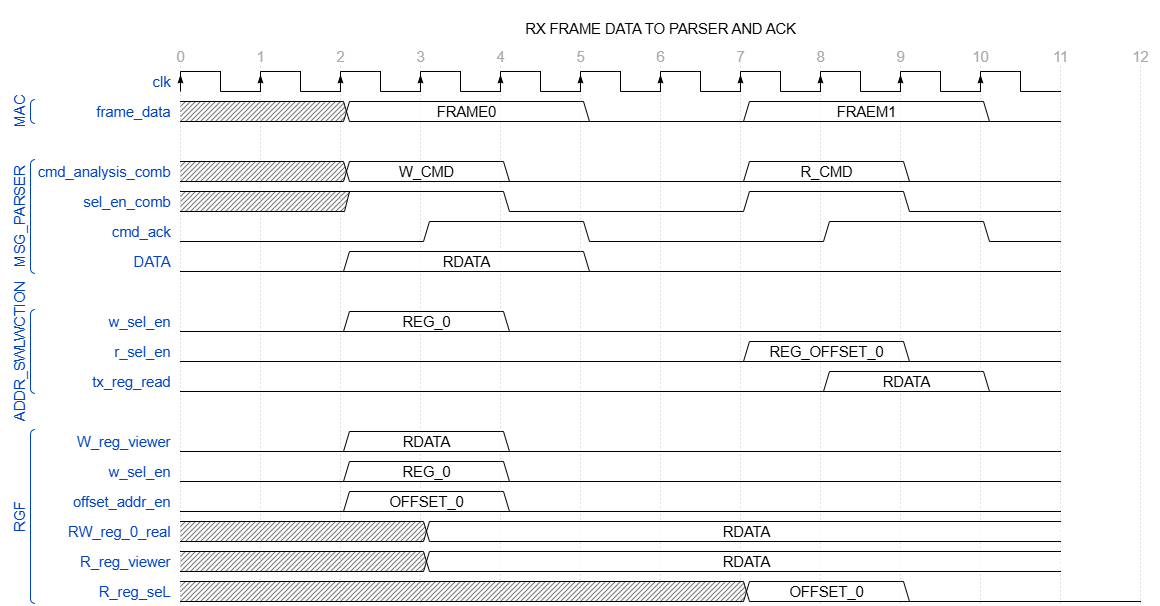 RX FRAME DATA TO PARSER AND ACK
0 1 2 3 4 5 6 7 8 9 10 11 12
clk
MAC
frame_data FRAME0 FRAEM1
MSG_PARSER
cmd_analysis_comb W_CMD R_CMD
sel_en_comb
cmd_ack
DATA RDATA
ADDR_SWLWCTION
w_sel_en REG_0
r_sel_en REG_OFFSET_0
tx_reg_read RDATA
RGF
W_reg_viewer RDATA
w_sel_en REG_0
offset_addr_en OFFSET_0
RW_reg_0_real RDATA
R_reg_viewer RDATA
R_reg_seL OFFSET_0